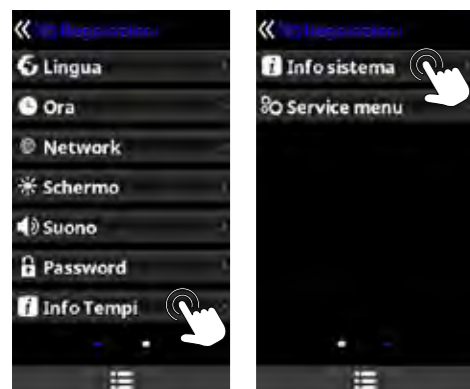 Lingua
Ora
Network
Schermo
Suono
Password
Info Tempi
Info sistema
Service menu